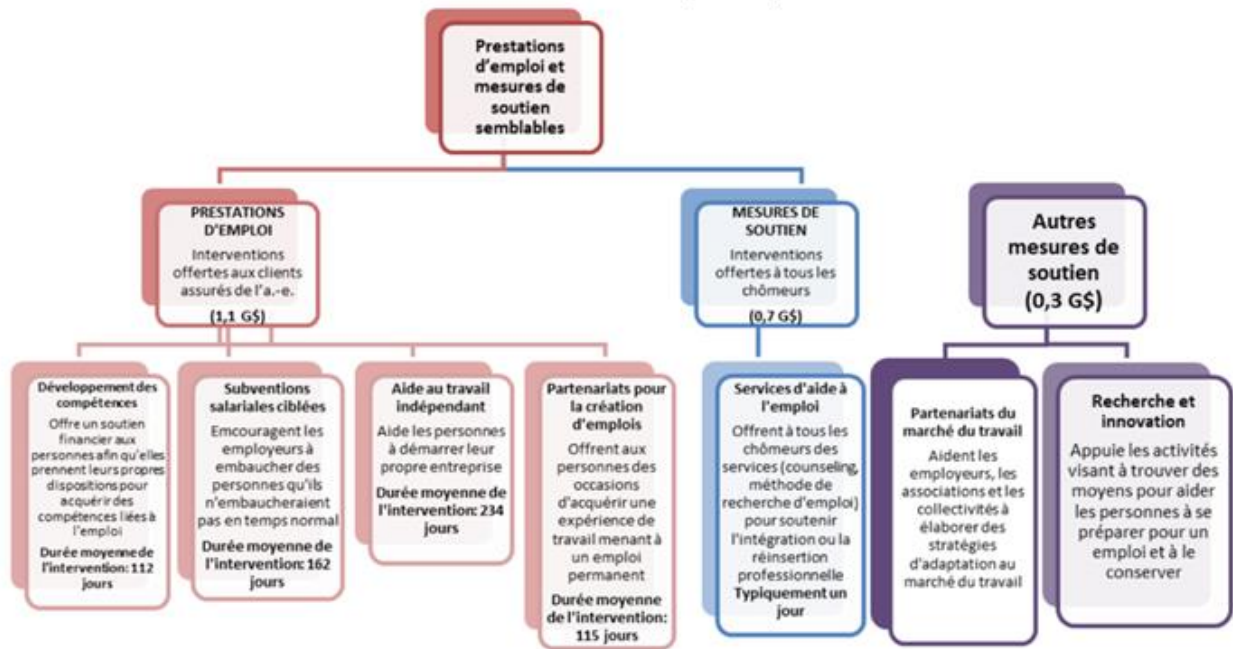 Prestations
d'emploi et
mesures de
soutien
semblables
PRESTATIONS
D'EMPLOI
Interventions
offertes aux clients
assurés de l'a.-e.
(1,1 G$)
MESURES DE
SOUTIEN
Interventions
offertes à tous les
chômeurs
(0,7 G$)
Autres
mesures de
soutien
(0,3 G$)
Développement des
compétences
Offre un soutien
financier aux
personnes afin qu'elles
prennent leurs propres
dispositions pour
acquérir des
compétences liées à
l'emploi
Durée moyenne de
l'intervention: 112
jours
Subventions
salariales ciblées
Emcouragent les
employeurs à
embaucher des
personnes qu'ils
n'embaucheraient
pas en temps normal
Durée moyenne de
l'intervention: 162
jours
Aide au travail
indépendant
Aide les personnes
à démarrer leur
propre entreprise
Durée moyenne de
l'intervention: 234
jours
Partenariats pour
la création
d'emplois
Offrent aux
personnes des
occasions
d'acquérir une
expérience de
travail menant à
un emploi
permanent
Durée moyenne
de l'intervention:
115 jours
Services d'aide à
l'emploi
Offrent à tous les
chômeurs des
services (counseling,
méthode de
recherche d'emploi)
pour soutenir
l'intégration ou la
réinsertion
professionnelle
Typiquement un
jour
Partenariats du
marché du travail
Aident les
employeurs, les
associations et les
collectivités à
élaborer des
stratégies
d'adaptation au
marché du travail
Recherche et
innovation
Appuie les activités
visant à trouver des
moyens pour aider
les personnes à se
préparer pour un
emploi et à le
conserver